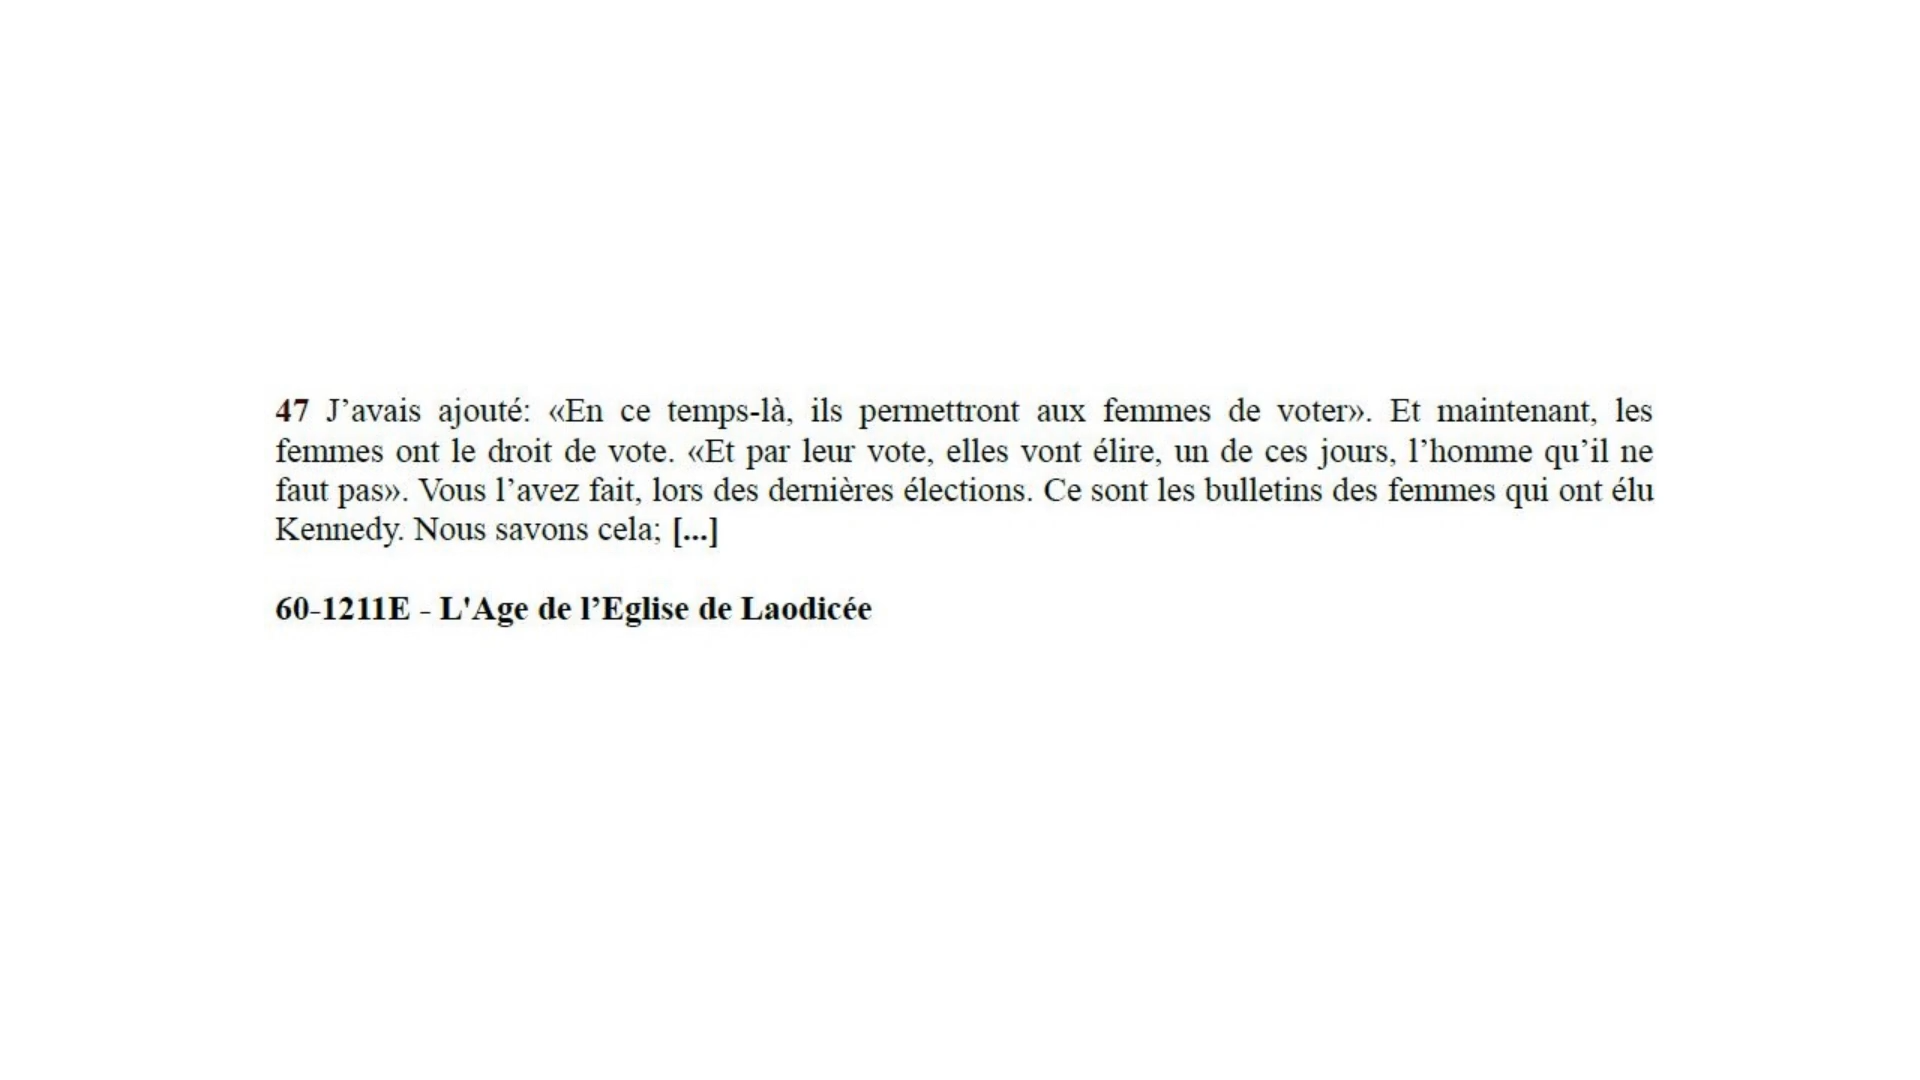 47 J’avais ajouté: «En ce temps-là, ils permettront aux femmes de voter». Et maintenant, les
femmes ont le droit de vote. «Et par leur vote, elles vont élire, un de ces jours, l’homme qu’il ne
faut pas». Vous l’avez fait, lors des dernières élections. Ce sont les bulletins des femmes qui ont élu
Kennedy. Nous savons cela; [...]
60-1211E - L'Age de l’Eglise de Laodicée